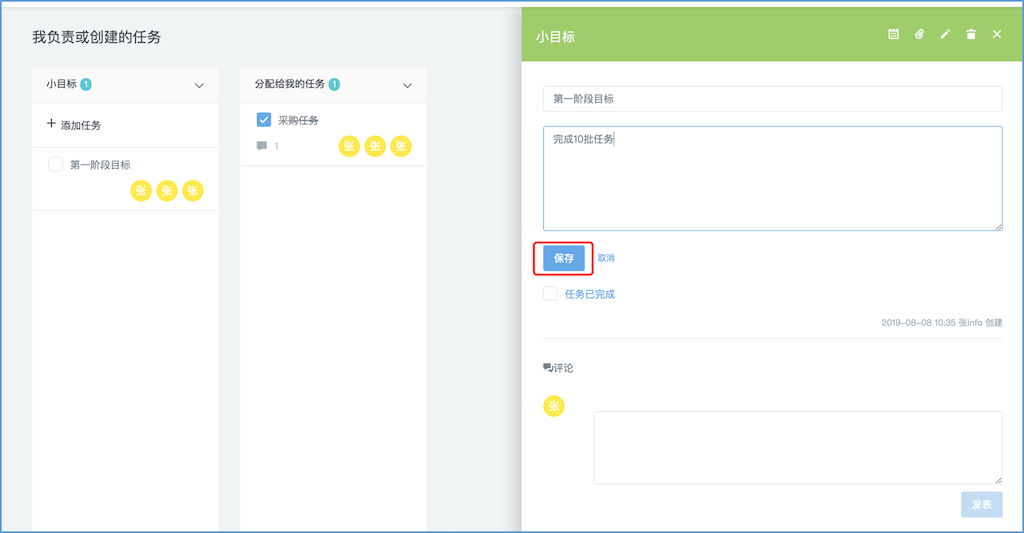 我负责或创建的任务
小目标 1
添加任务
第一阶段目标
张 张 张
分配给我的任务 1
采购任务
1 张 张 张
小目标
第一阶段目标
完成10批任务
保存 取消
任务已完成
2019-08-08 10:35 张info 创建
评论
张
发表